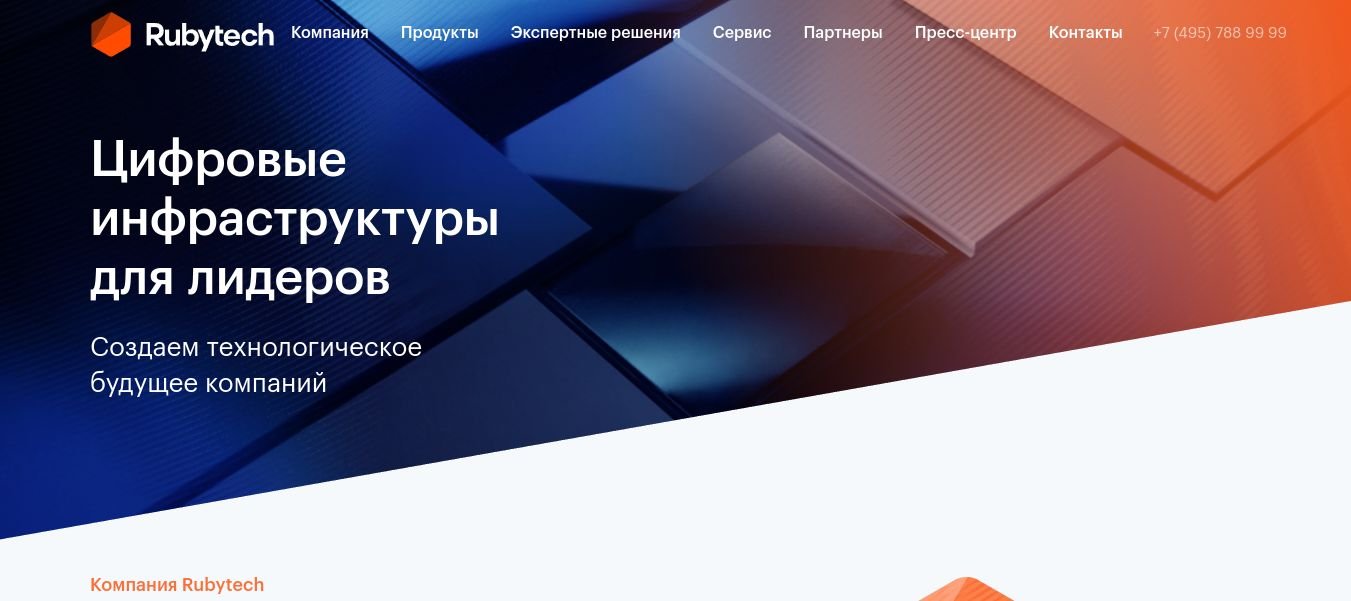 Rubytech Компания Продукты Экспертные решения Сервис Партнеры Пресс-центр Контакты +7 (495) 788 99 99
Цифровые
инфраструктуры
для лидеров
Создаем технологическое
будущее компаний
Компания Rubytech